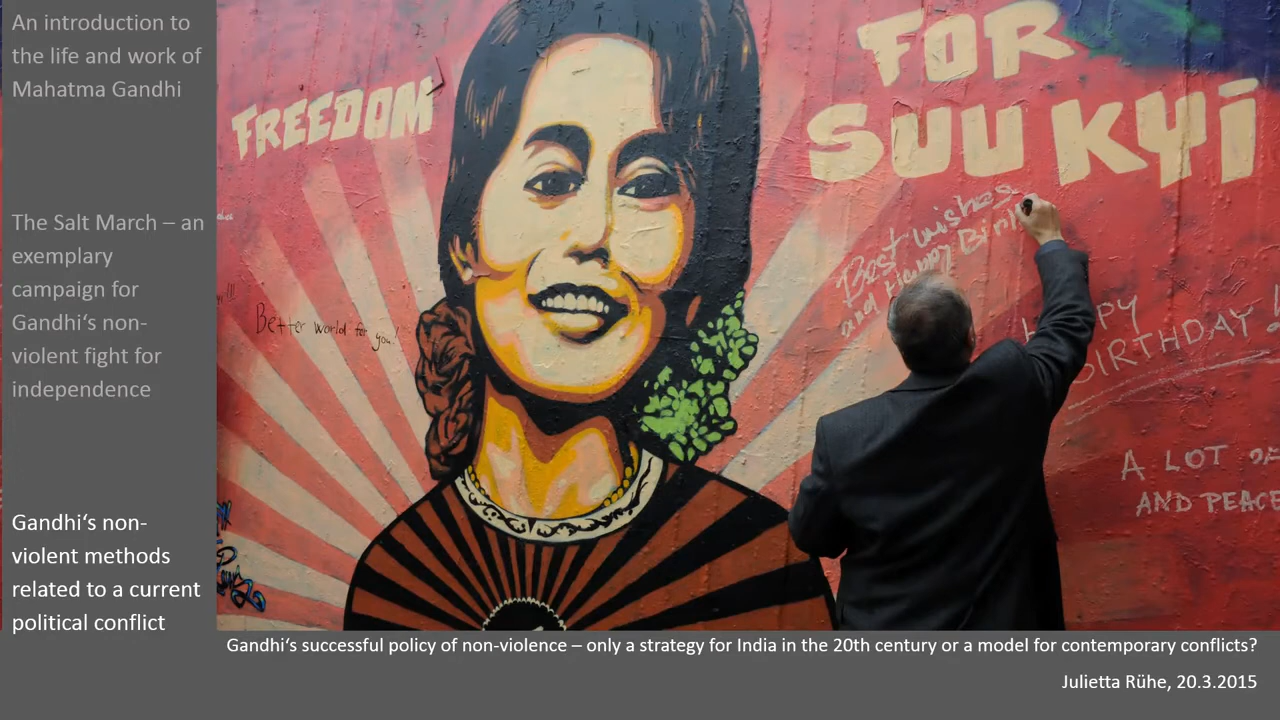 An introduction to
the life and work of
Mahatma Gandhi
The Salt March – an
exemplary
campaign for
Gandhi‘s non-
violent fight for
independence
Gandhi‘s non-
violent methods
related to a current
political conflict
FREEDOM
FOR
SUU KYI
Best wishes
and Happy Birth
Better world for you!
HAPPY
BIRTHDAY!
A LOT OF
AND PEACE
Gandhi‘s successful policy of non-violence – only a strategy for India in the 20th century or a model for contemporary conflicts?
Julietta Rühe, 20.3.2015